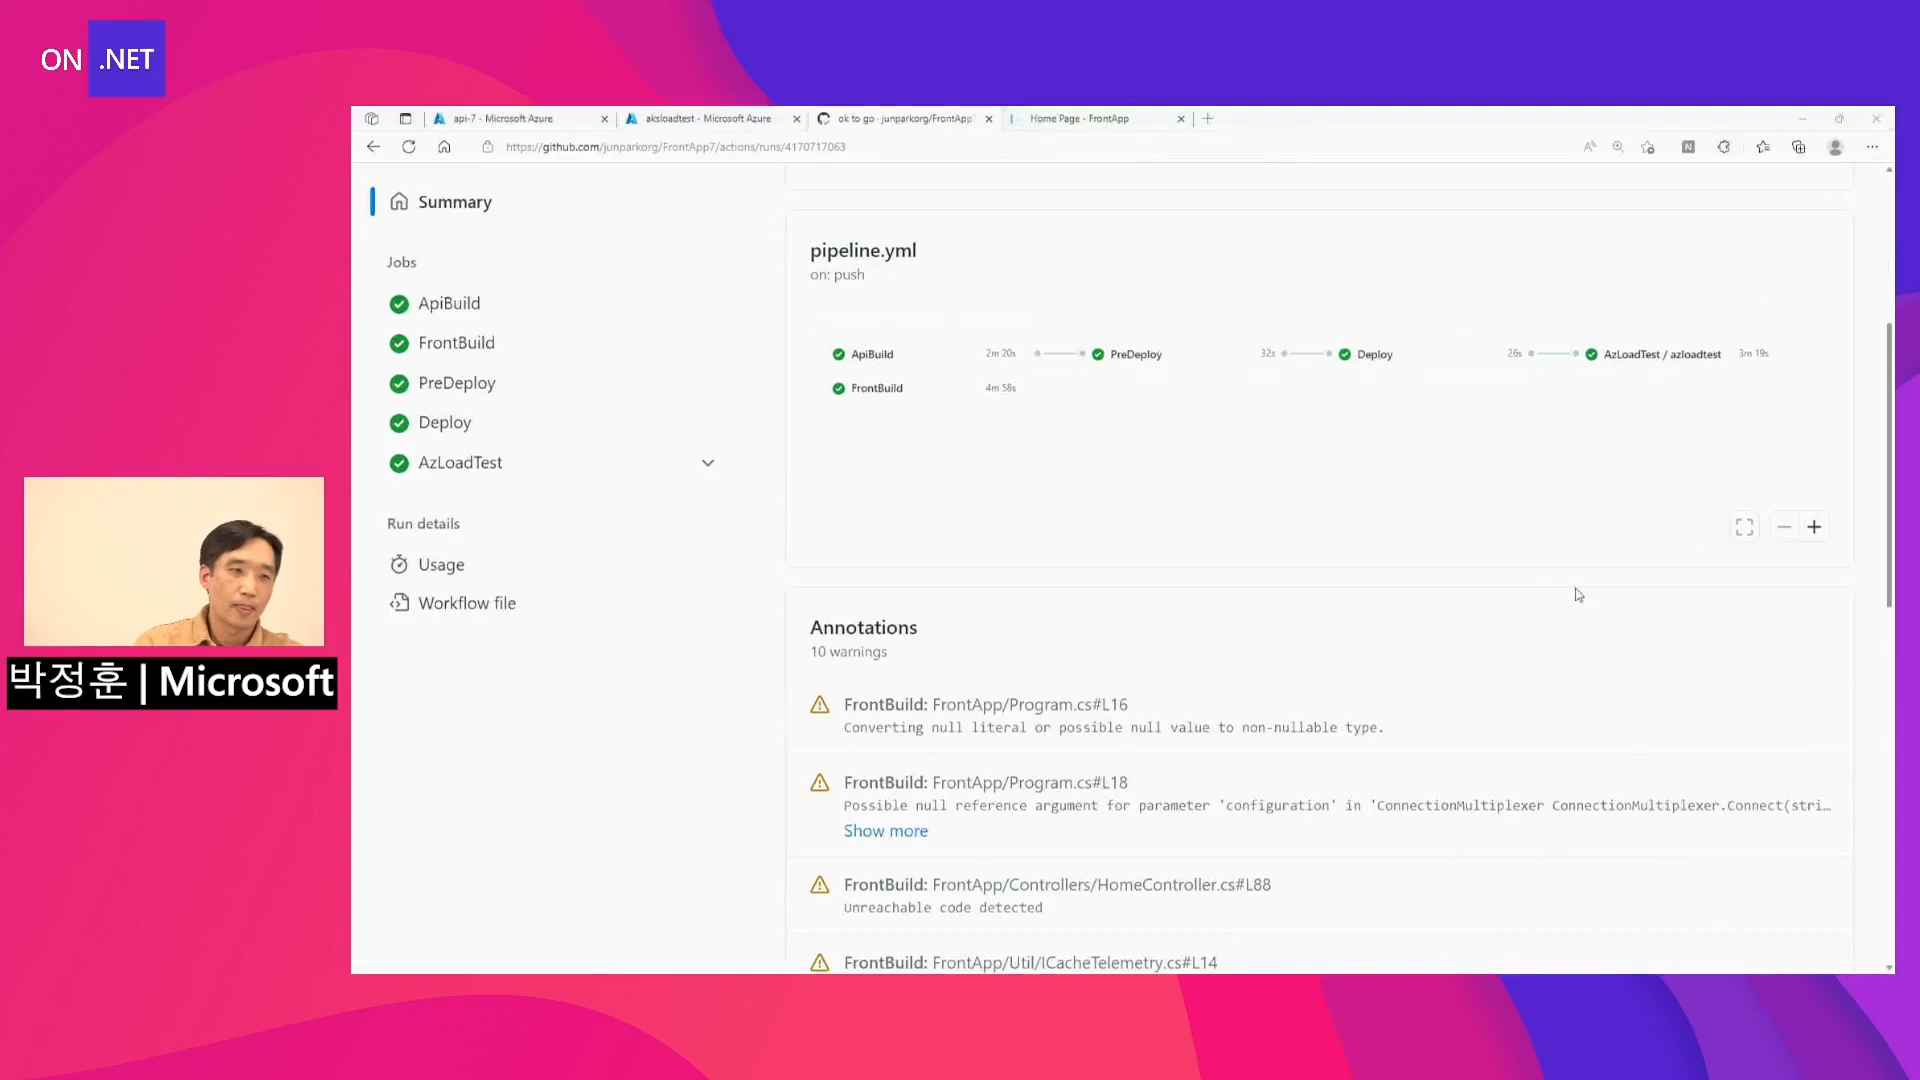 ON .NET
api-7 - Microsoft Azure
aksloadtest - Microsoft Azure
ok to go · junparkorg/FrontApp7
Home Page - FrontApp
https://github.com/junparkorg/FrontApp7/actions/runs/4170717063
Summary
Jobs
ApiBuild
FrontBuild
PreDeploy
Deploy
AzLoadTest
Run details
Usage
Workflow file
pipeline.yml
on: push
ApiBuild 2m 20s
PreDeploy 32s
Deploy 26s
AzLoadTest / azloadtest 3m 19s
FrontBuild 4m 58s
Annotations
10 warnings
FrontBuild: FrontApp/Program.cs#L16
Converting null literal or possible null value to non-nullable type.
FrontBuild: FrontApp/Program.cs#L18
Possible null reference argument for parameter 'configuration' in 'ConnectionMultiplexer ConnectionMultiplexer.Connect(stri…
Show more
FrontBuild: FrontApp/Controllers/HomeController.cs#L88
Unreachable code detected
FrontBuild: FrontApp/Util/ICacheTelemetry.cs#L14
박정훈 | Microsoft